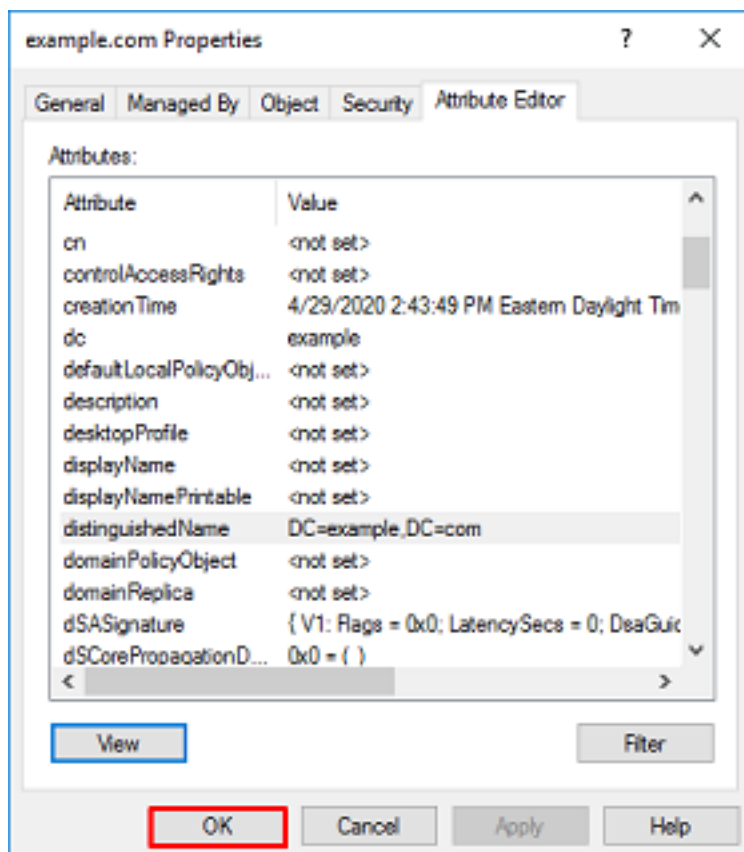 example.com Properties ? ×
General Managed By Object Security Attribute Editor
Attributes:
Attribute Value
cn <not set>
controlAccessRights <not set>
creationTime 4/29/2020 2:43:49 PM Eastern Daylight Tim
dc example
defaultLocalPolicyObj... <not set>
description <not set>
desktopProfile <not set>
displayName <not set>
displayNamePrintable <not set>
distinguishedName DC=example,DC=com
domainPolicyObject <not set>
domainReplica <not set>
dSASignature { V1: Flags = 0x0; LatencySecs = 0; DsaGuid
dSCorePropagationD... 0x0 = ( )
View Filter
OK Cancel Apply Help